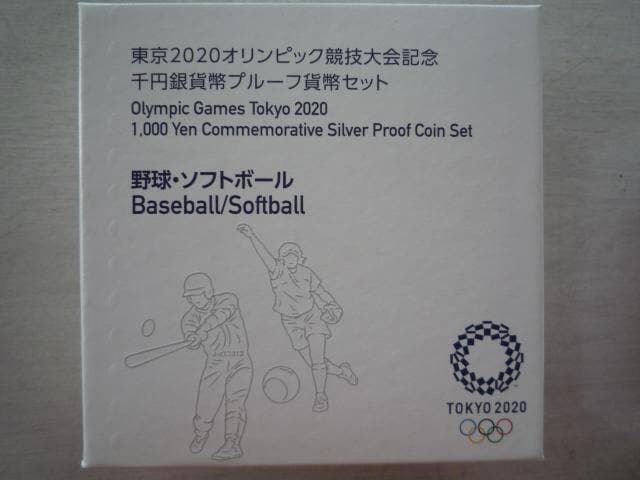 東京2020オリンピック競技大会記念
千円銀貨幣プルーフ貨幣セット
Olympic Games Tokyo 2020
1,000 Yen Commemorative Silver Proof Coin Set
野球・ソフトボール
Baseball/Softball
TOKYO 2020